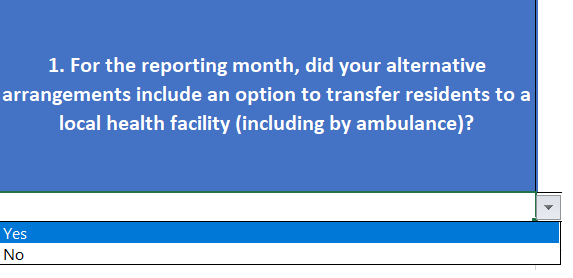 1. For the reporting month, did your alternative
arrangements include an option to transfer residents to a
local health facility (including by ambulance)?
Yes
No